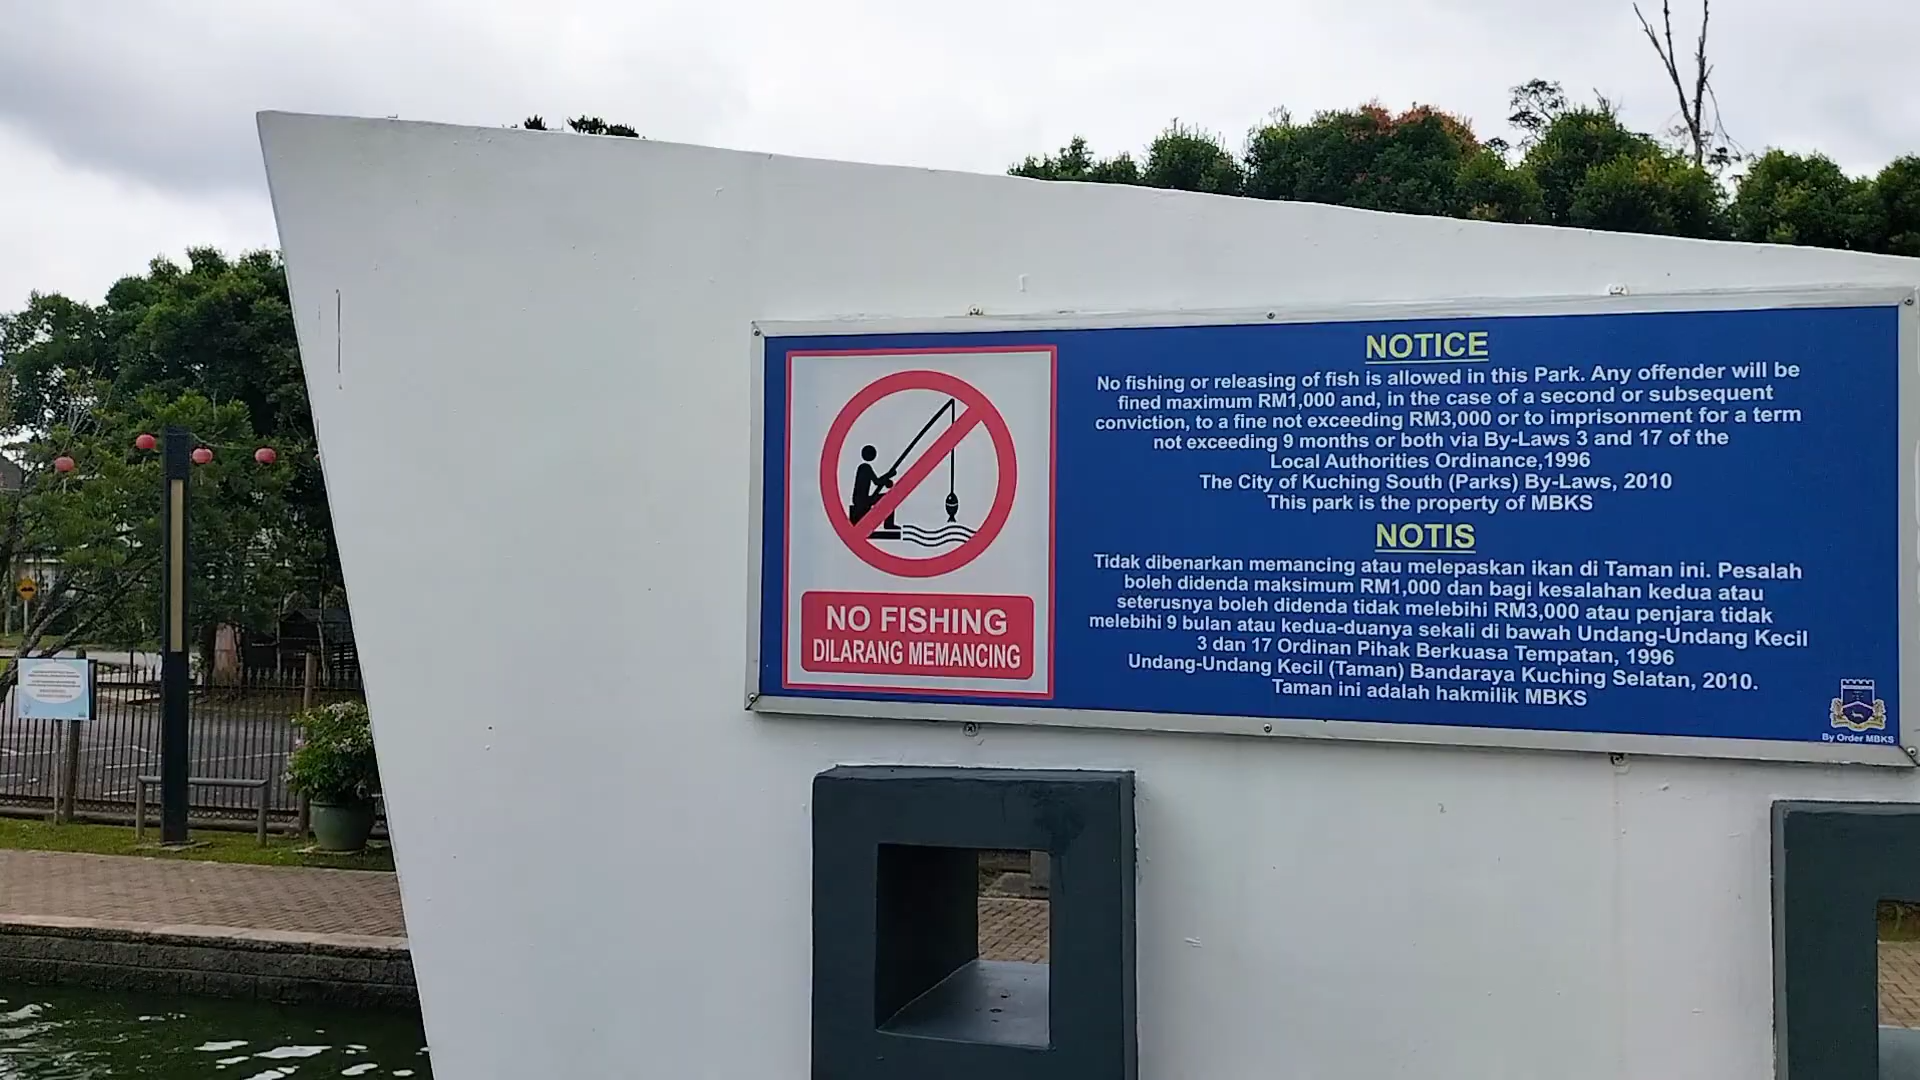 NO FISHING
DILARANG MEMANCING
NOTICE
No fishing or releasing of fish is allowed in this Park. Any offender will be
fined maximum RM1,000 and, in the case of a second or subsequent
conviction, to a fine not exceeding RM3,000 or to imprisonment for a term
not exceeding 9 months or both via By-Laws 3 and 17 of the
Local Authorities Ordinance,1996
The City of Kuching South (Parks) By-Laws, 2010
This park is the property of MBKS
NOTIS
Tidak dibenarkan memancing atau melepaskan ikan di Taman ini. Pesalah
boleh didenda maksimum RM1,000 dan bagi kesalahan kedua atau
seterusnya boleh didenda tidak melebihi RM3,000 atau penjara tidak
melebihi 9 bulan atau kedua-duanya sekali di bawah Undang-Undang Kecil
3 dan 17 Ordinan Pihak Berkuasa Tempatan, 1996
Undang-Undang Kecil (Taman) Bandaraya Kuching Selatan, 2010.
Taman ini adalah hakmilik MBKS
By Order MBKS